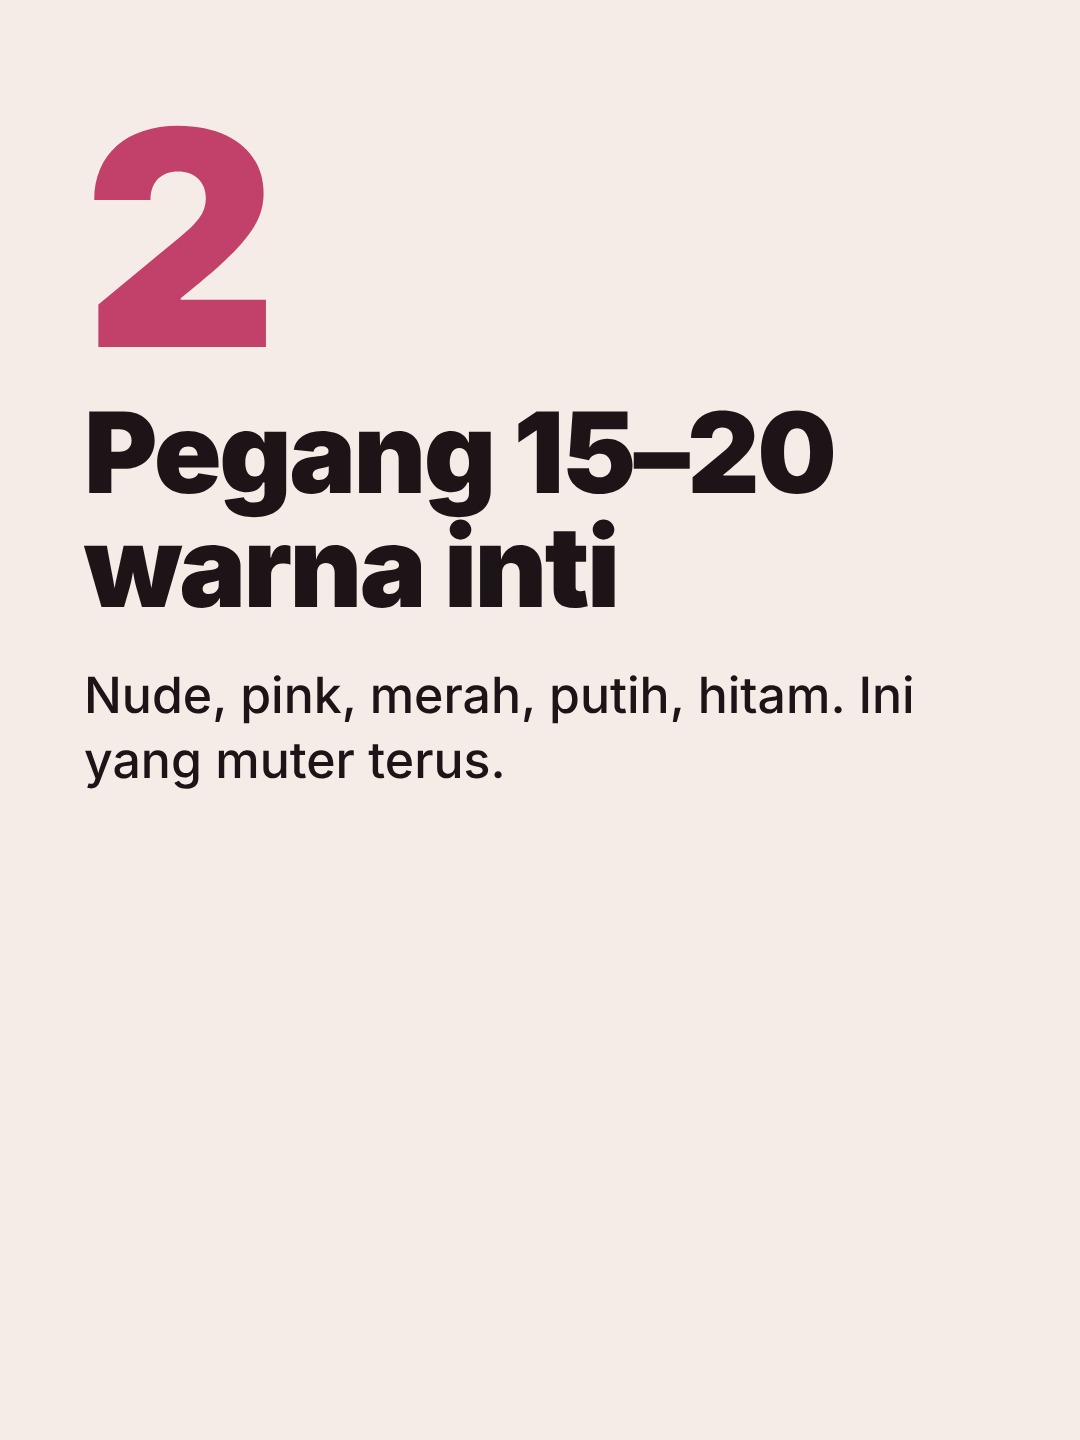 2
Pegang 15–20
warna inti
Nude, pink, merah, putih, hitam. Ini
yang muter terus.